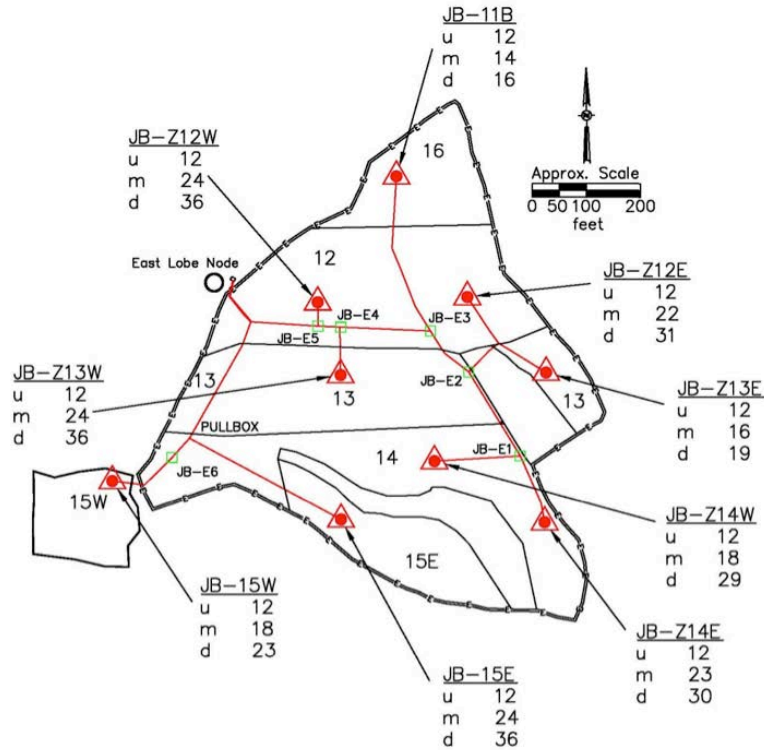 JB-11B
u 12
m 14
d 16
JB-Z12W
u 12
m 24
d 36
16
Approx. Scale
0 50 100 200
feet
12
East Lobe Node
JB-Z12E
u 12
m 22
d 31
JB-E4
JB-E3
JB-E5
JB-Z13W
u 12
m 24
d 36
13
JB-E2
13
13
JB-Z13E
u 12
m 16
d 19
PULLBOX
14
JB-E1
JB-E6
15W
JB-Z14W
u 12
m 18
d 29
15E
JB-15W
u 12
m 18
d 23
JB-Z14E
u 12
m 23
d 30
JB-15E
u 12
m 24
d 36